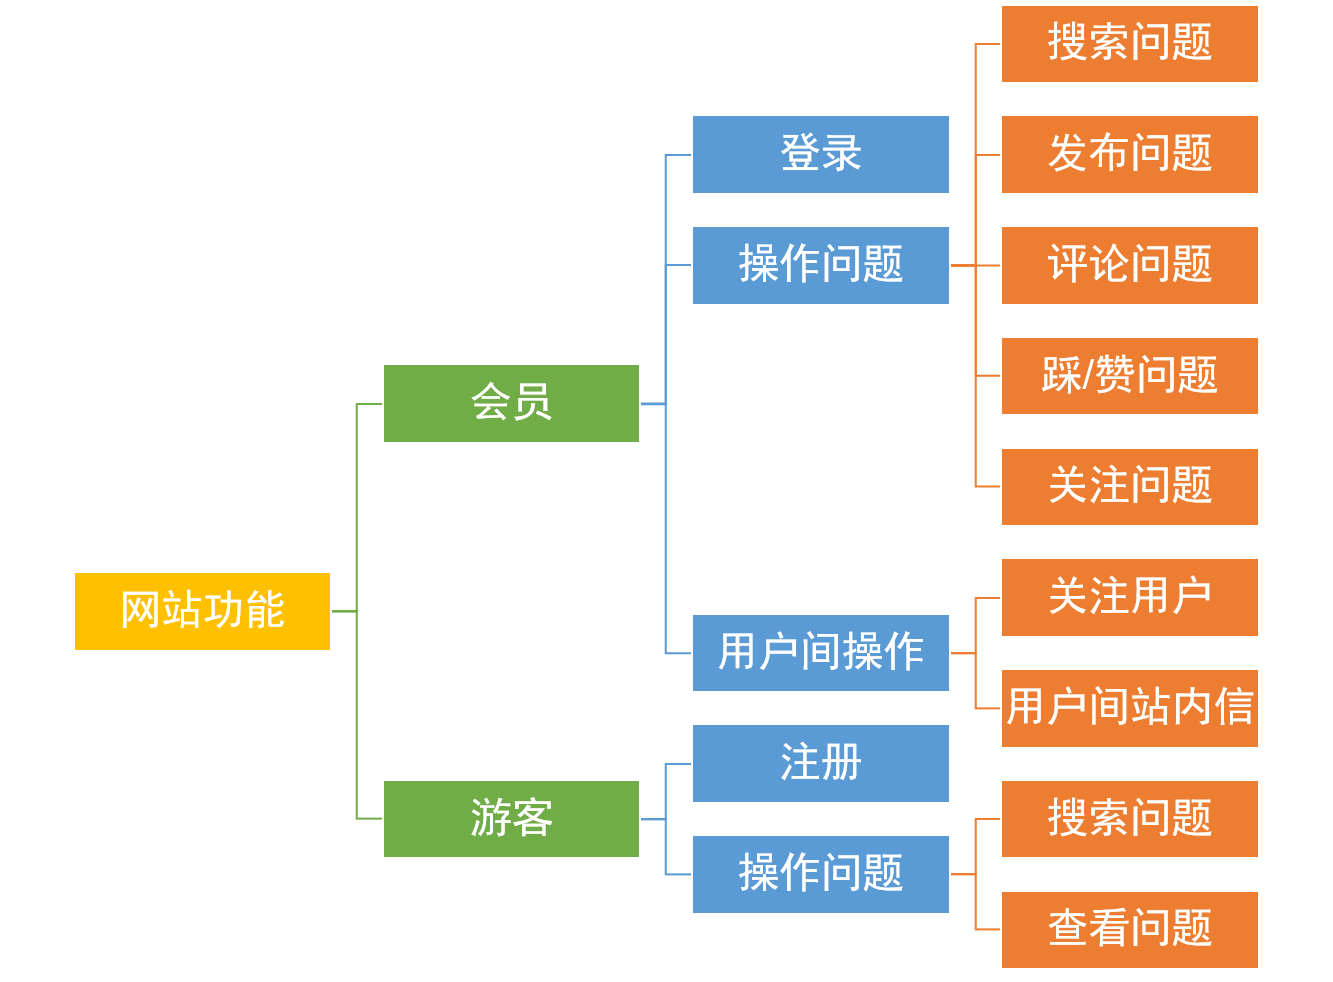 网站功能
会员
登录
操作问题
搜索问题
发布问题
评论问题
踩/赞问题
关注问题
用户间操作
关注用户
用户间站内信
游客
注册
操作问题
搜索问题
查看问题